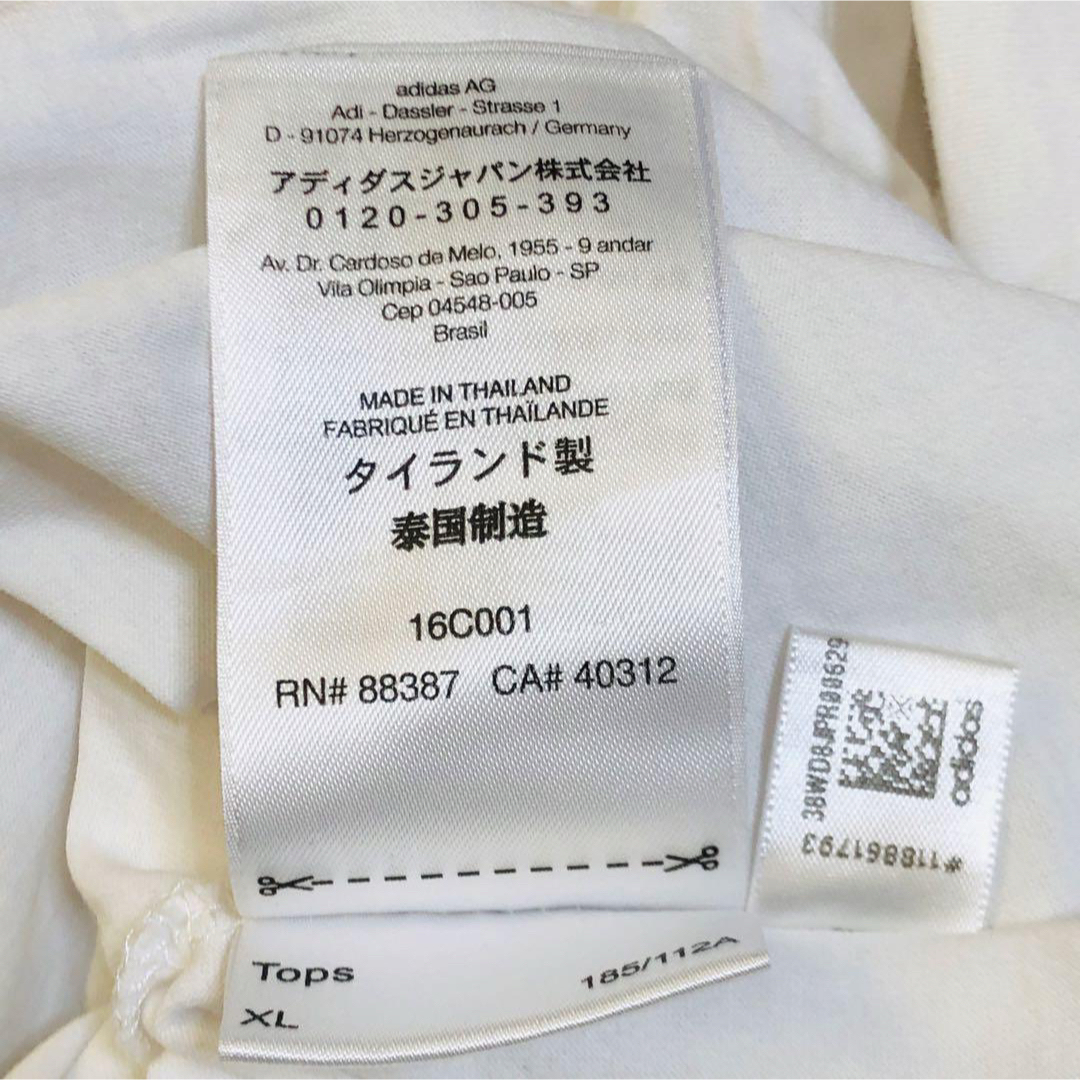 adidas AG
Adi - Dassler - Strasse 1
D - 91074 Herzogenaurach / Germany
アディダスジャパン株式会社
0120-305-393
Av. Dr. Cardoso de Melo, 1955 - 9 andar
Vila Olimpia - Sao Paulo - SP
Cep 04548-005
Brasil
MADE IN THAILAND
FABRIQUÉ EN THAÏLANDE
タイランド製
泰国制造
16C001
RN# 88387 CA# 40312
Tops
185/112A
XL
38WD8JPR08629
adidas
#118861793